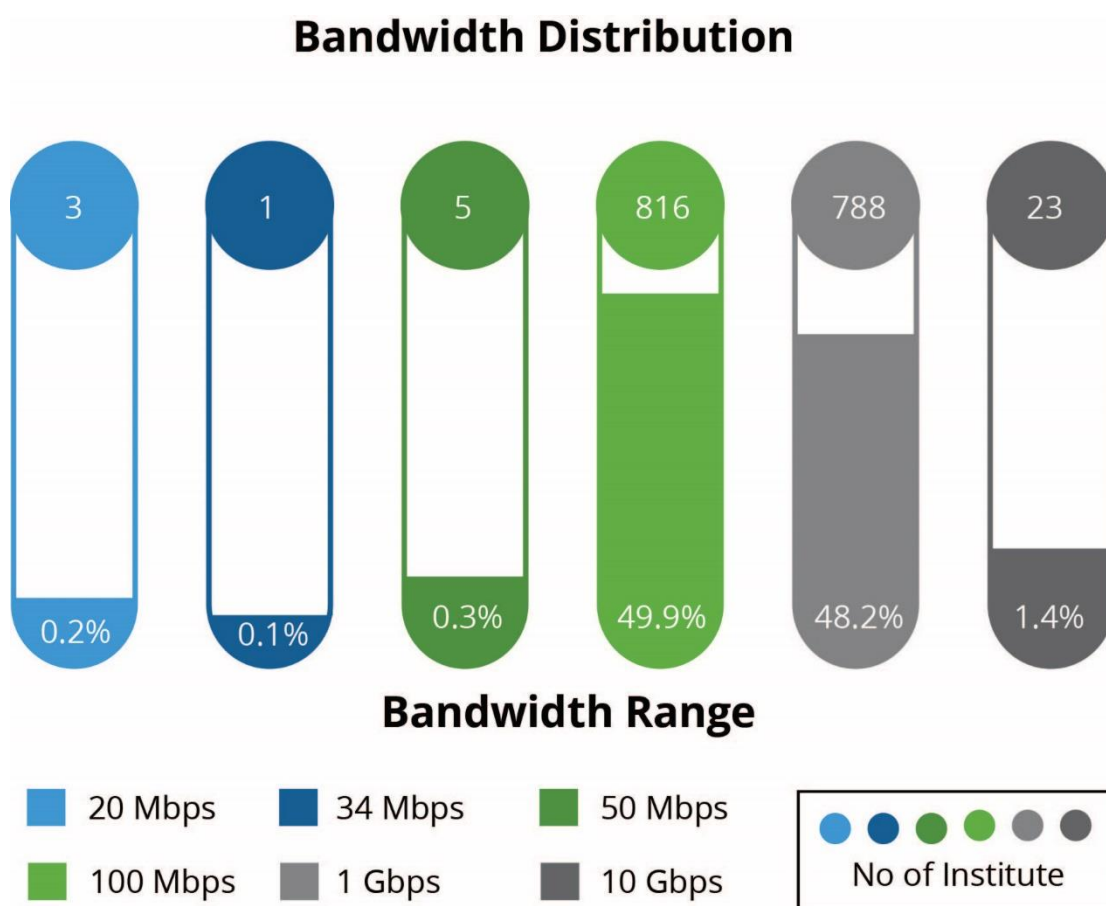 Bandwidth Distribution
3 1 5 816 788 23
0.2% 0.1% 0.3% 49.9% 48.2% 1.4%
Bandwidth Range
20 Mbps 34 Mbps 50 Mbps
100 Mbps 1 Gbps 10 Gbps
No of Institute